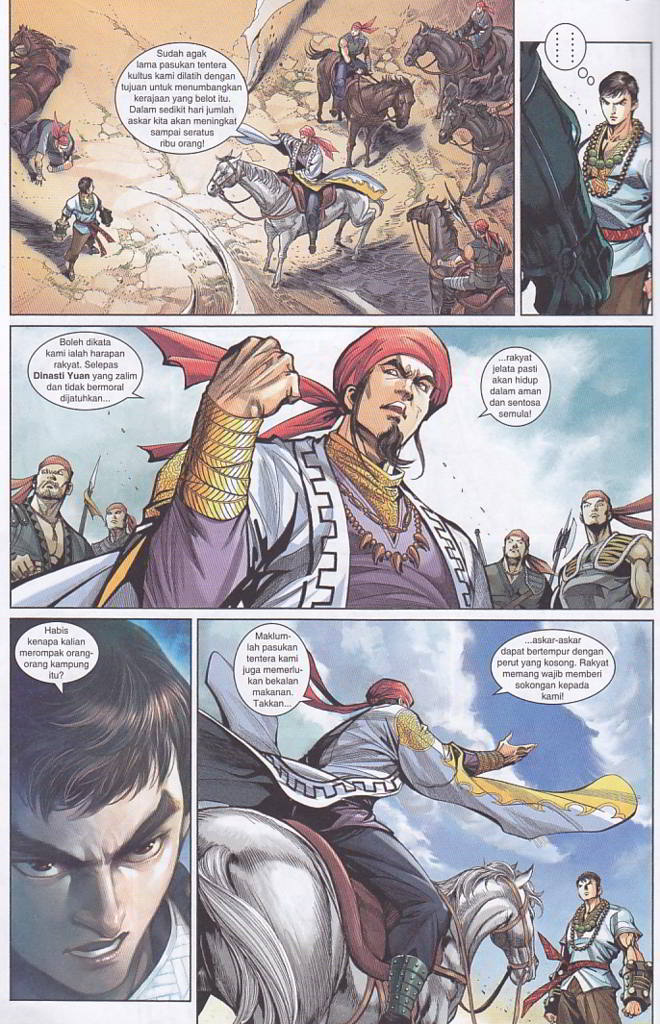 Sudah agak
lama pasukan tentera
kultus kami dilatih dengan
tujuan untuk menumbangkan
kerajaan yang belot itu.
Dalam sedikit hari jumlah
askar kita akan meningkat
sampai seratus
ribu orang!
Boleh dikata
kami ialah harapan
rakyat. Selepas
Dinasti Yuan yang zalim
dan tidak bermoral
dijatuhkan...
...rakyat
jelata pasti
akan hidup
dalam aman
dan sentosa
semula!
Habis
kenapa kalian
merompak orang-
orang kampung
itu?
Maklum-
lah pasukan
tentera kami
juga memerlu-
kan bekalan
makanan.
Takkan...
...askar-askar
dapat bertempur dengan
perut yang kosong. Rakyat
memang wajib memberi
sokongan kepada
kami!